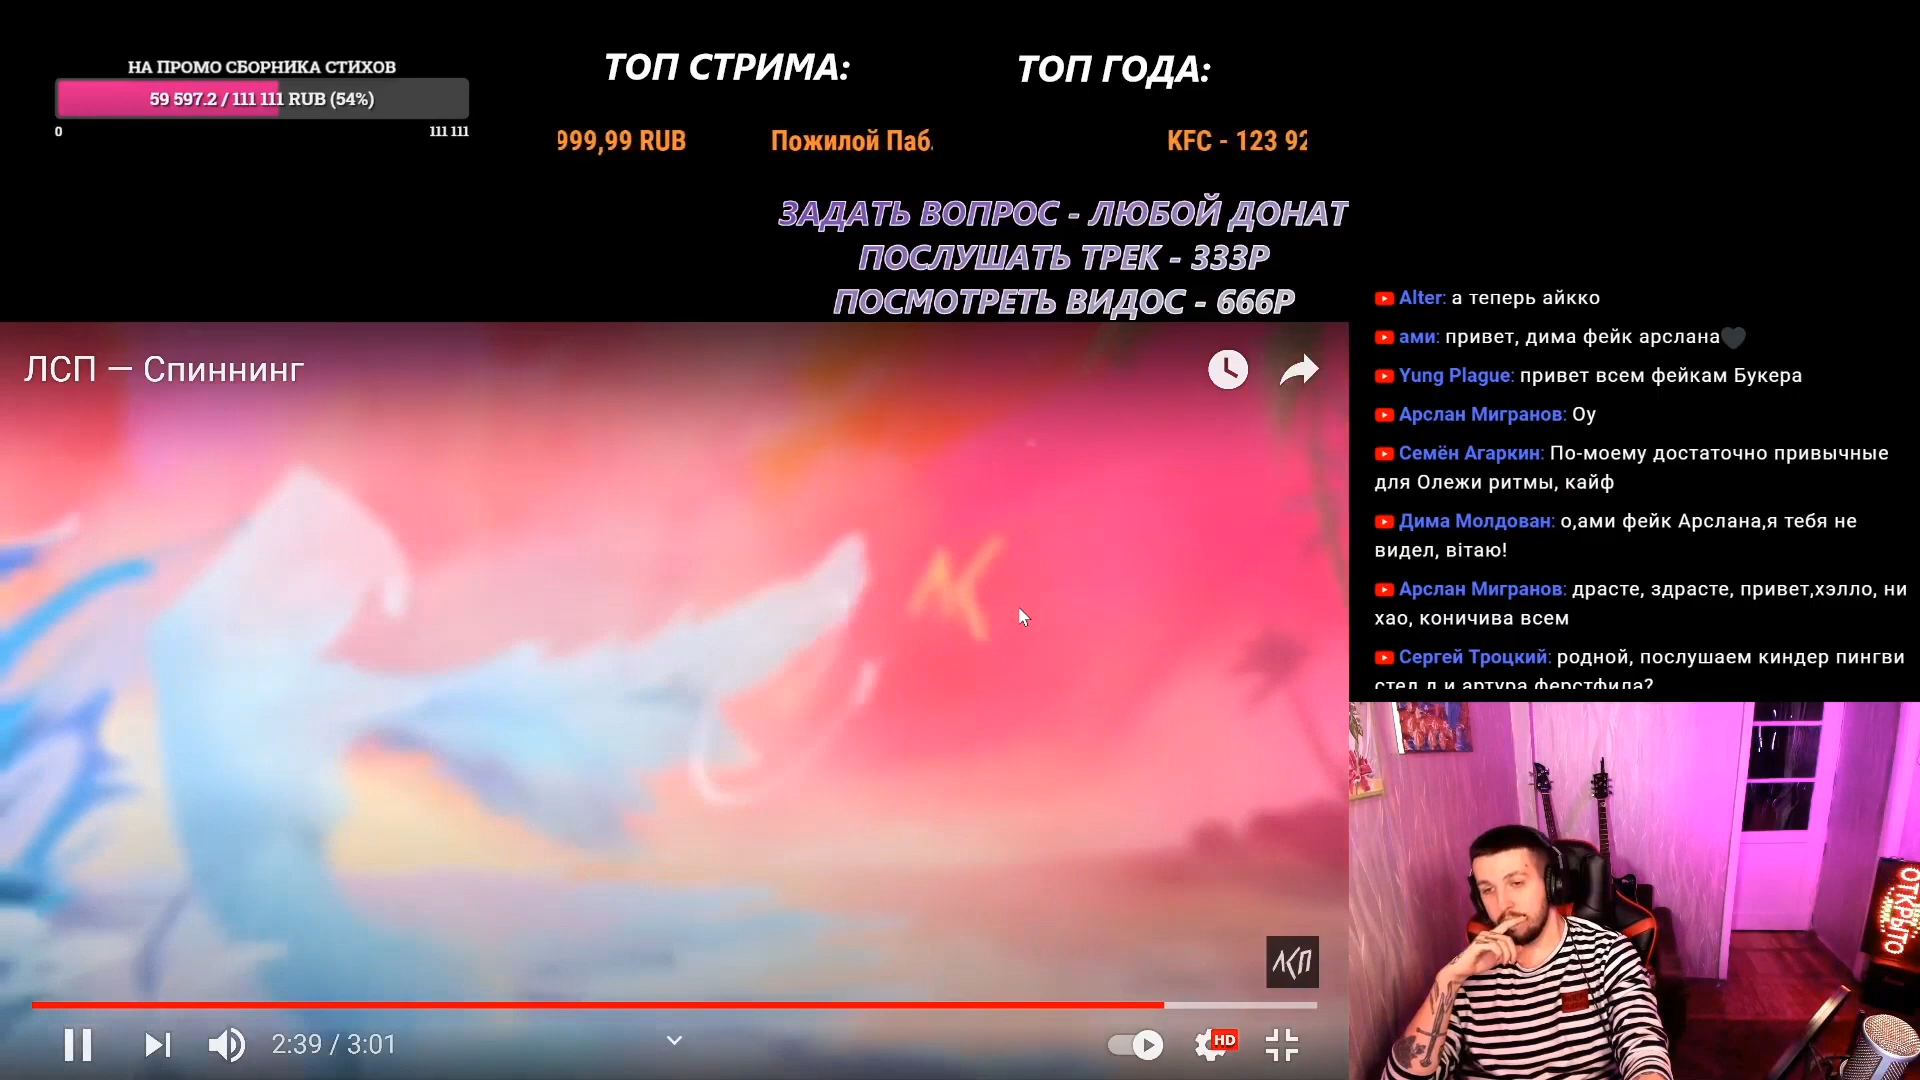 НА ПРОМО СБОРНИКА СТИХОВ
59 597.2 / 111 111 RUB (54%)
0
111 111
ТОП СТРИМА:
ТОП ГОДА:
999,99 RUB
Пожилой Паб
KFC - 123 92
ЗАДАТЬ ВОПРОС - ЛЮБОЙ ДОНАТ
ПОСЛУШАТЬ ТРЕК - 333Р
ПОСМОТРЕТЬ ВИДОС - 666Р
ЛСП — Спиннинг
Alter: а теперь айкко
ами: привет, дима фейк арслана🖤
Yung Plague: привет всем фейкам Букера
Арслан Мигранов: Оу
Семён Агаркин: По-моему достаточно привычные
для Олежи ритмы, кайф
Дима Молдован: о,ами фейк Арслана,я тебя не
видел, вітаю!
Арслан Мигранов: драсте, здрасте, привет,хэлло, ни
хао, коничива всем
Сергей Троцкий: родной, послушаем киндер пингви
стел д и артура ферстфила?
ЛСП
2:39 / 3:01
HD
ОТКРЫТО